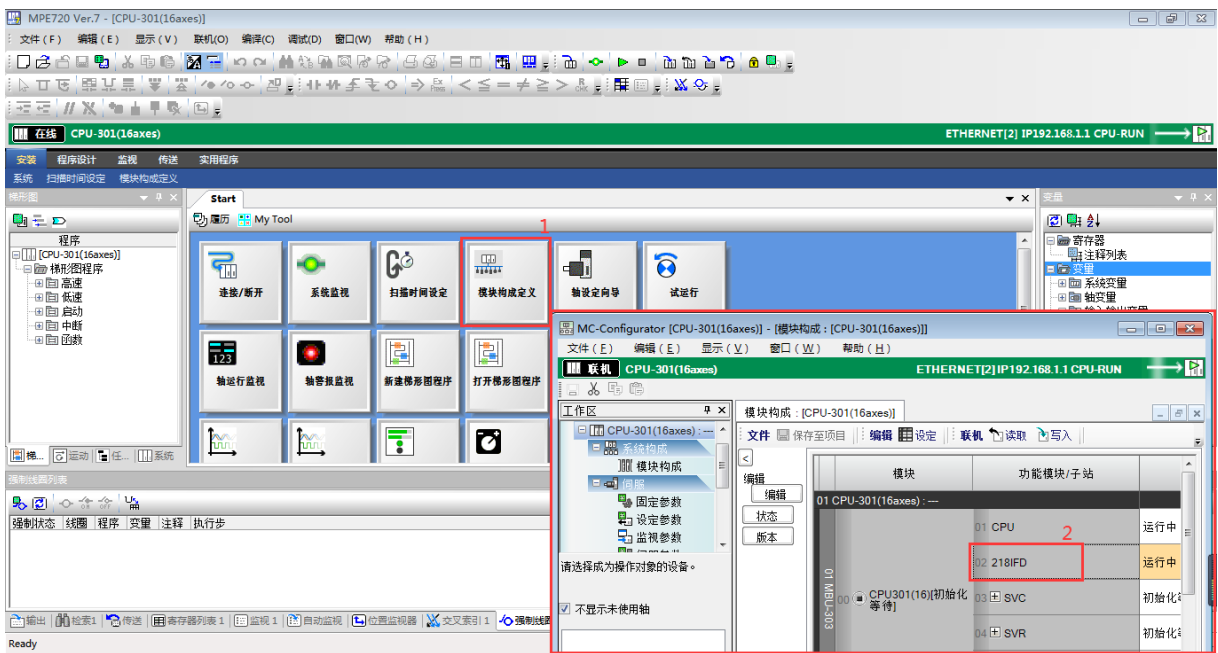 MPE720 Ver.7 - [CPU-301(16axes)]
文件(F) 编辑(E) 显示(V) 联机(O) 编译(C) 调试(D) 窗口(W) 帮助(H)
在线 CPU-301(16axes) ETHERNET[2] IP192.168.1.1 CPU-RUN
安装 程序设计 监视 传送 实用程序
系统 扫描时间设定 模块构成定义
梯形图
Start
变量
履历 My Tool
程序
[CPU-301(16axes)]
梯形图程序
高速
低速
启动
中断
函数
1
连接/断开 系统监视 扫描时间设定 模块构成定义 轴设定向导 试运行
轴运行监视 轴警报监视 新建梯形图程序 打开梯形图程序
寄存器
注释列表
变量
系统变量
轴变量
MC-Configurator [CPU-301(16axes)] - [模块构成 : [CPU-301(16axes)]]
文件(F) 编辑(E) 显示(V) 窗口(W) 帮助(H)
联机 CPU-301(16axes) ETHERNET[2] IP192.168.1.1 CPU-RUN
工作区
CPU-301(16axes) : ---
系统构成
模块构成
伺服
固定参数
设定参数
监视参数
请选择成为操作对象的设备。
不显示未使用轴
模块构成 : [CPU-301(16axes)]
文件 保存至项目 编辑 设定 联机 读取 写入
<
编辑
编辑
状态
版本
模块 功能模块/子站
01 CPU-301(16axes) : ---
01 MBU-303
00 CPU301(16)[初始化等待]
01 CPU 运行中
2
02 218IFD 运行中
03 SVC 初始化
04 SVR 初始化
梯... 运动 任... 系统
强制线圈列表
强制状态 线圈 程序 变量 注释 执行步
输出 检索1 传送 寄存器列表 1 监视 1 自动监视 位置监视器 交叉索引 1 强制线圈
Ready